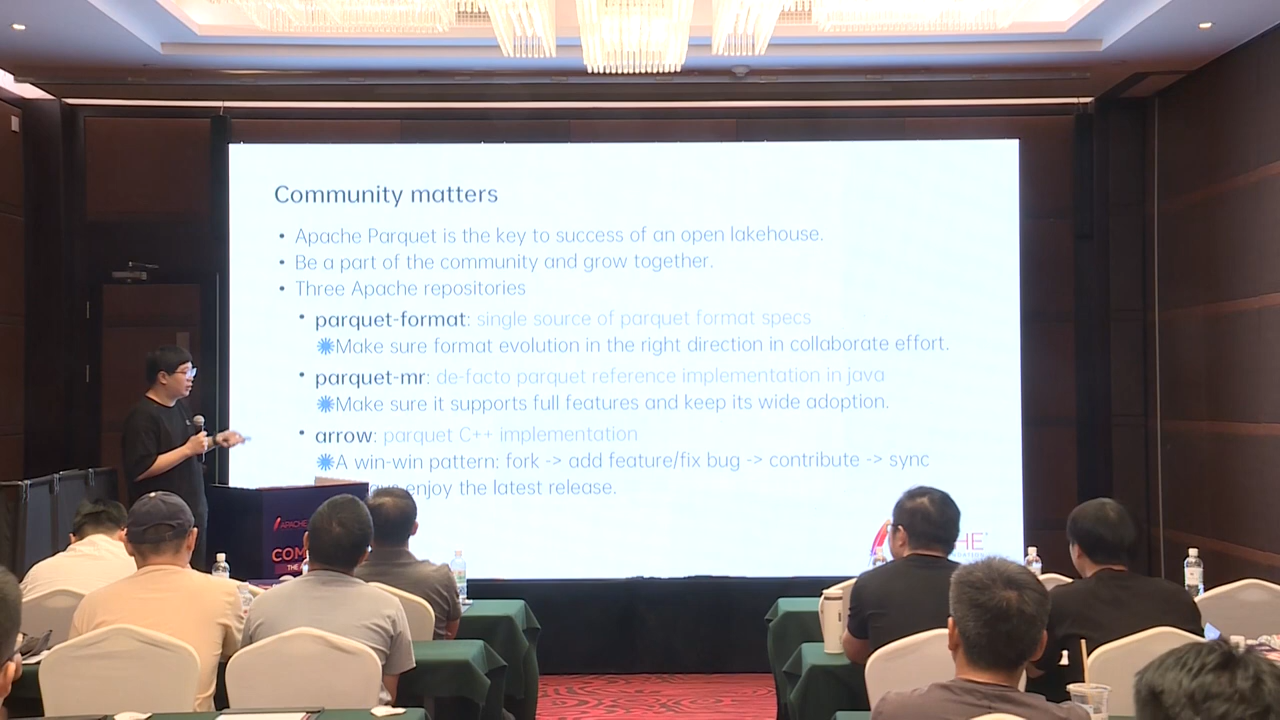 Community matters
• Apache Parquet is the key to success of an open lakehouse.
• Be a part of the community and grow together.
• Three Apache repositories
• parquet-format: single source of parquet format specs
Make sure format evolution in the right direction in collaborate effort.
• parquet-mr: de-facto parquet reference implementation in java
Make sure it supports full features and keep its wide adoption.
• arrow: parquet C++ implementation
A win-win pattern: fork -> add feature/fix bug -> contribute -> sync
enjoy the latest release.
APACHE